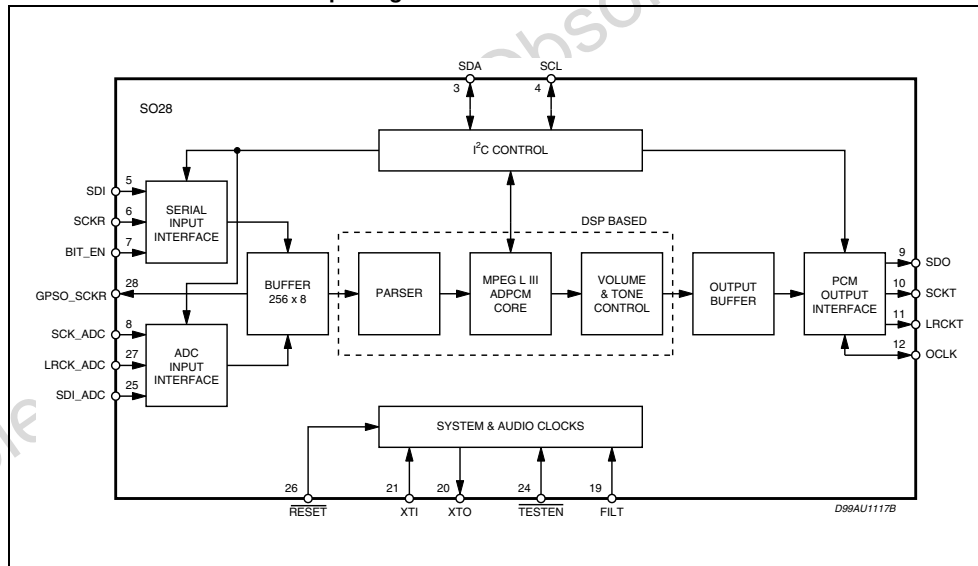 Obso
SDA
SCL
3
4
SO28
I²C CONTROL
SDI
5
SCKR
6
BIT_EN
7
SERIAL
INPUT
INTERFACE
DSP BASED
GPSO_SCKR
28
BUFFER
256 x 8
PARSER
MPEG L III
ADPCM
CORE
VOLUME
& TONE
CONTROL
OUTPUT
BUFFER
PCM
OUTPUT
INTERFACE
9
SDO
10
SCKT
11
LRCKT
12
OCLK
SCK_ADC
8
LRCK_ADC
27
SDI_ADC
25
ADC
INPUT
INTERFACE
SYSTEM & AUDIO CLOCKS
26
21
20
24
19
RESET
XTI
XTO
TESTEN
FILT
D99AU1117B